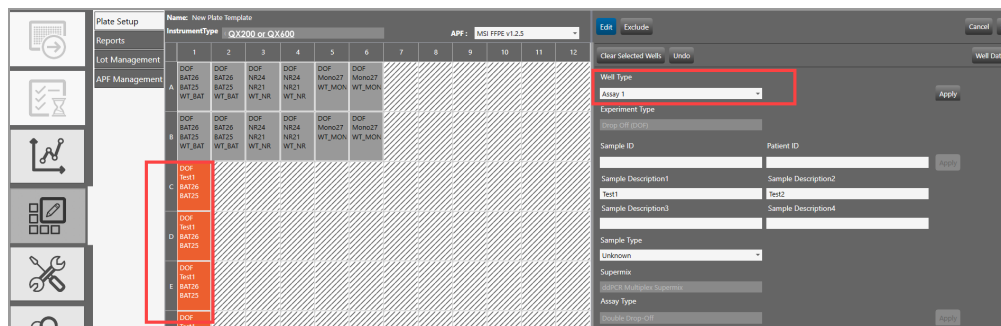 Plate Setup
Reports
Lot Management
APF Management
Name: New Plate Template
InstrumentType QX200 or QX600 APF: MSI FFPE v1.2.5
1 2 3 4 5 6 7 8 9 10 11 12
A
DOF DOF DOF DOF DOF DOF
BAT26 BAT26 NR24 NR24 Mono27 Mono27
BAT25 BAT25 NR21 NR21 WT_MON WT_MON
WT_BAT WT_BAT WT_NR WT_NR
B
DOF DOF DOF DOF DOF DOF
BAT26 BAT26 NR24 NR24 Mono27 Mono27
BAT25 BAT25 NR21 NR21 WT_MON WT_MON
WT_BAT WT_BAT WT_NR WT_NR
C
DOF
Test1
BAT26
BAT25
D
DOF
Test1
BAT26
BAT25
E
DOF
Test1
BAT26
BAT25
DOF
Test1
Edit Exclude Cancel
Clear Selected Wells Undo Well Dat
Well Type
Assay 1 Apply
Experiment Type
Drop Off (DOF)
Sample ID Patient ID
Apply
Sample Description1 Sample Description2
Test1 Test2
Sample Description3 Sample Description4
Sample Type
Unknown
Supermix
ddPCR Multiplex Supermix
Assay Type
Double Drop-Off Apply